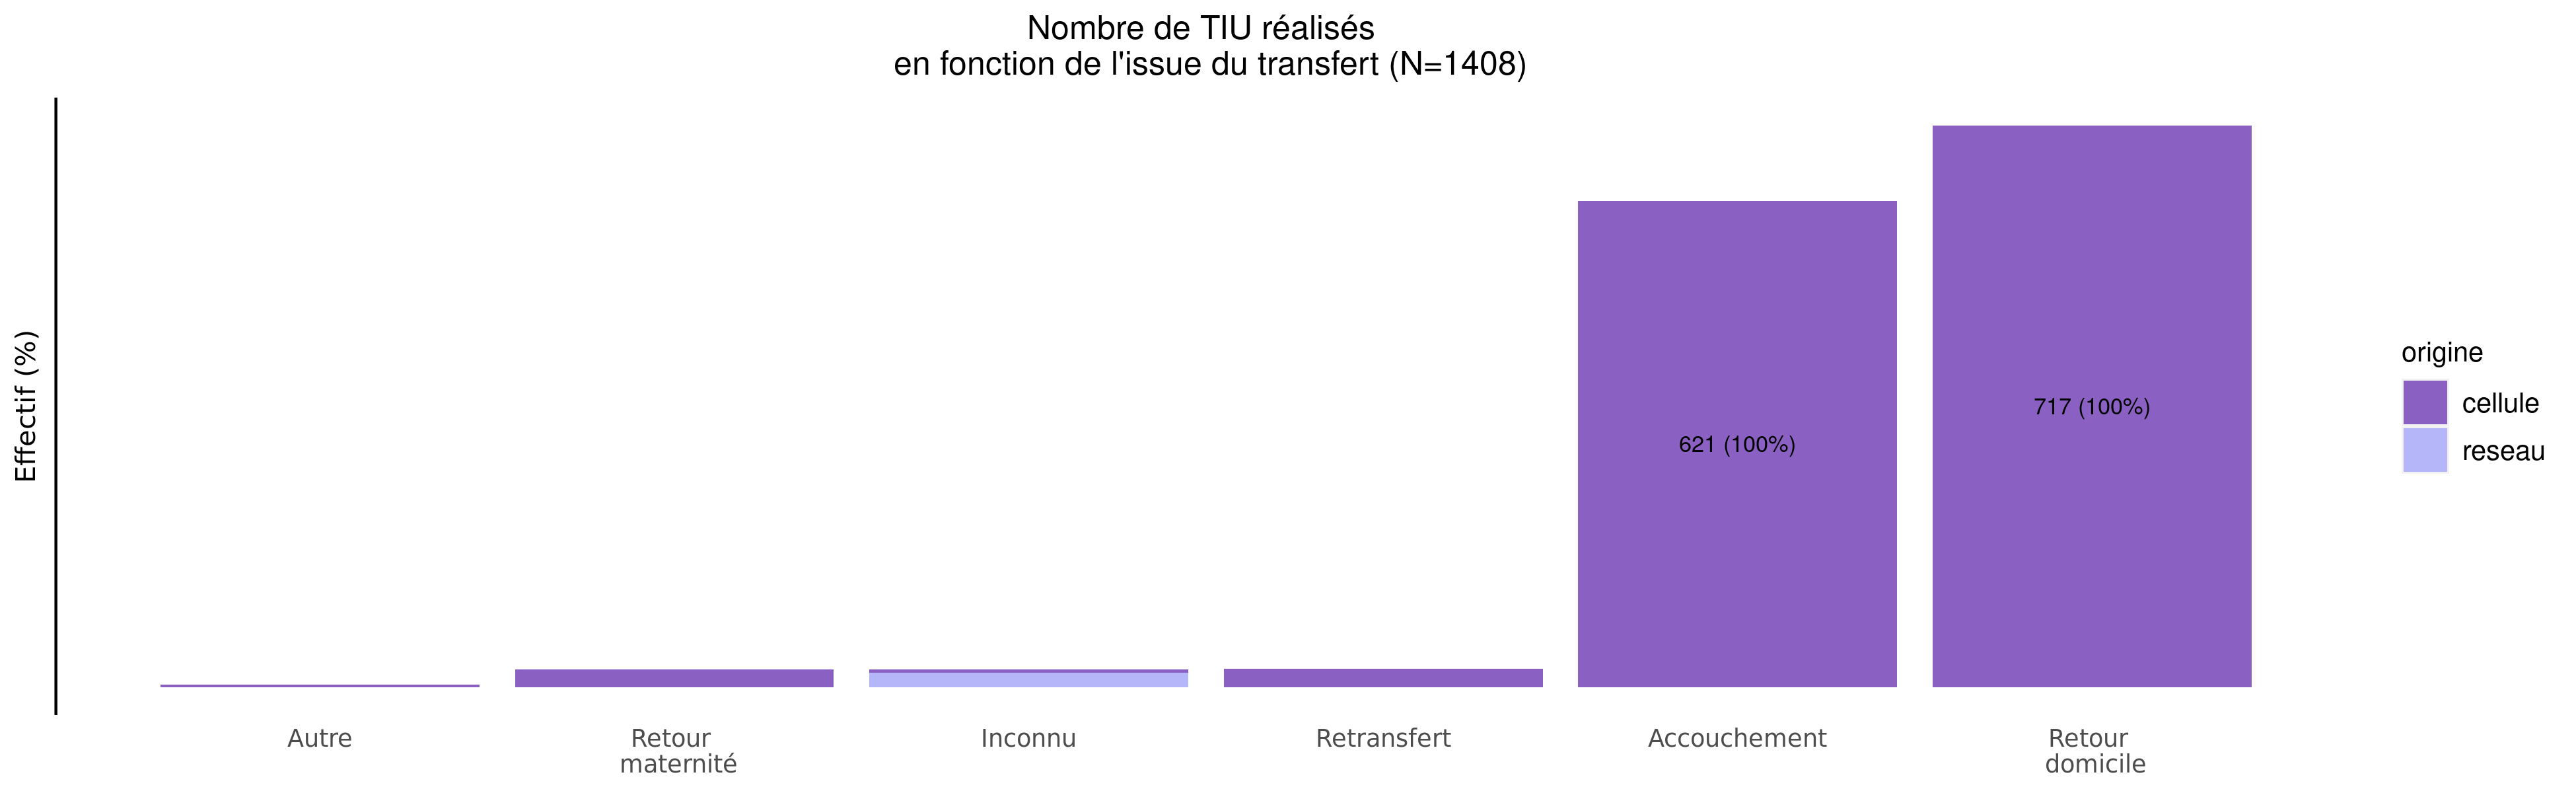 Nombre de TIU réalisés
en fonction de l'issue du transfert (N=1408)
Effectif (%)
621 (100%)
717 (100%)
Autre
Retour
maternité
Inconnu
Retransfert
Accouchement
Retour
domicile
origine
cellule
reseau